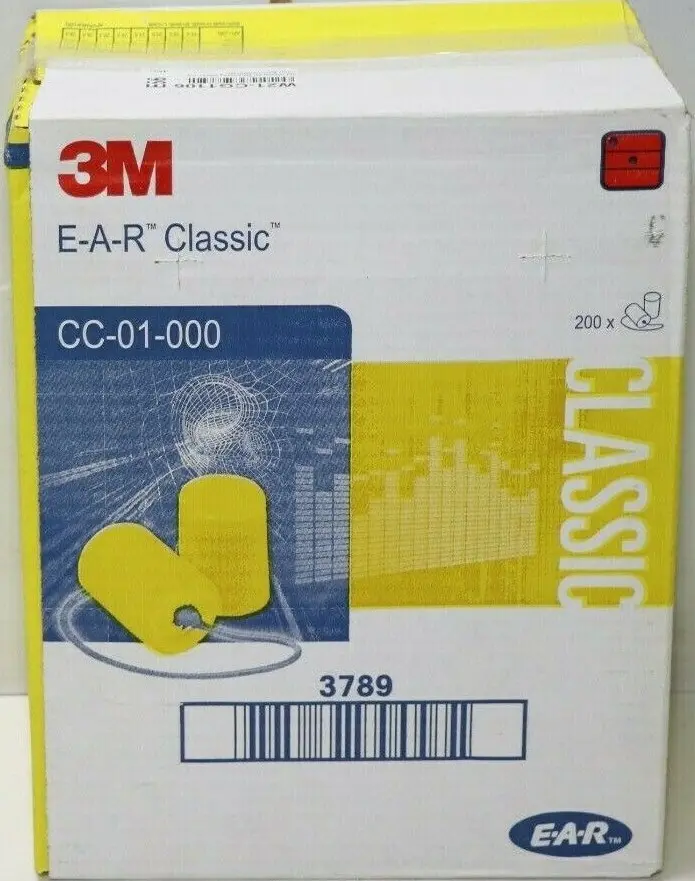 3M
E-A-R™ Classic™
CC-01-000
200 x
CLASSIC
3789
E-A-R™